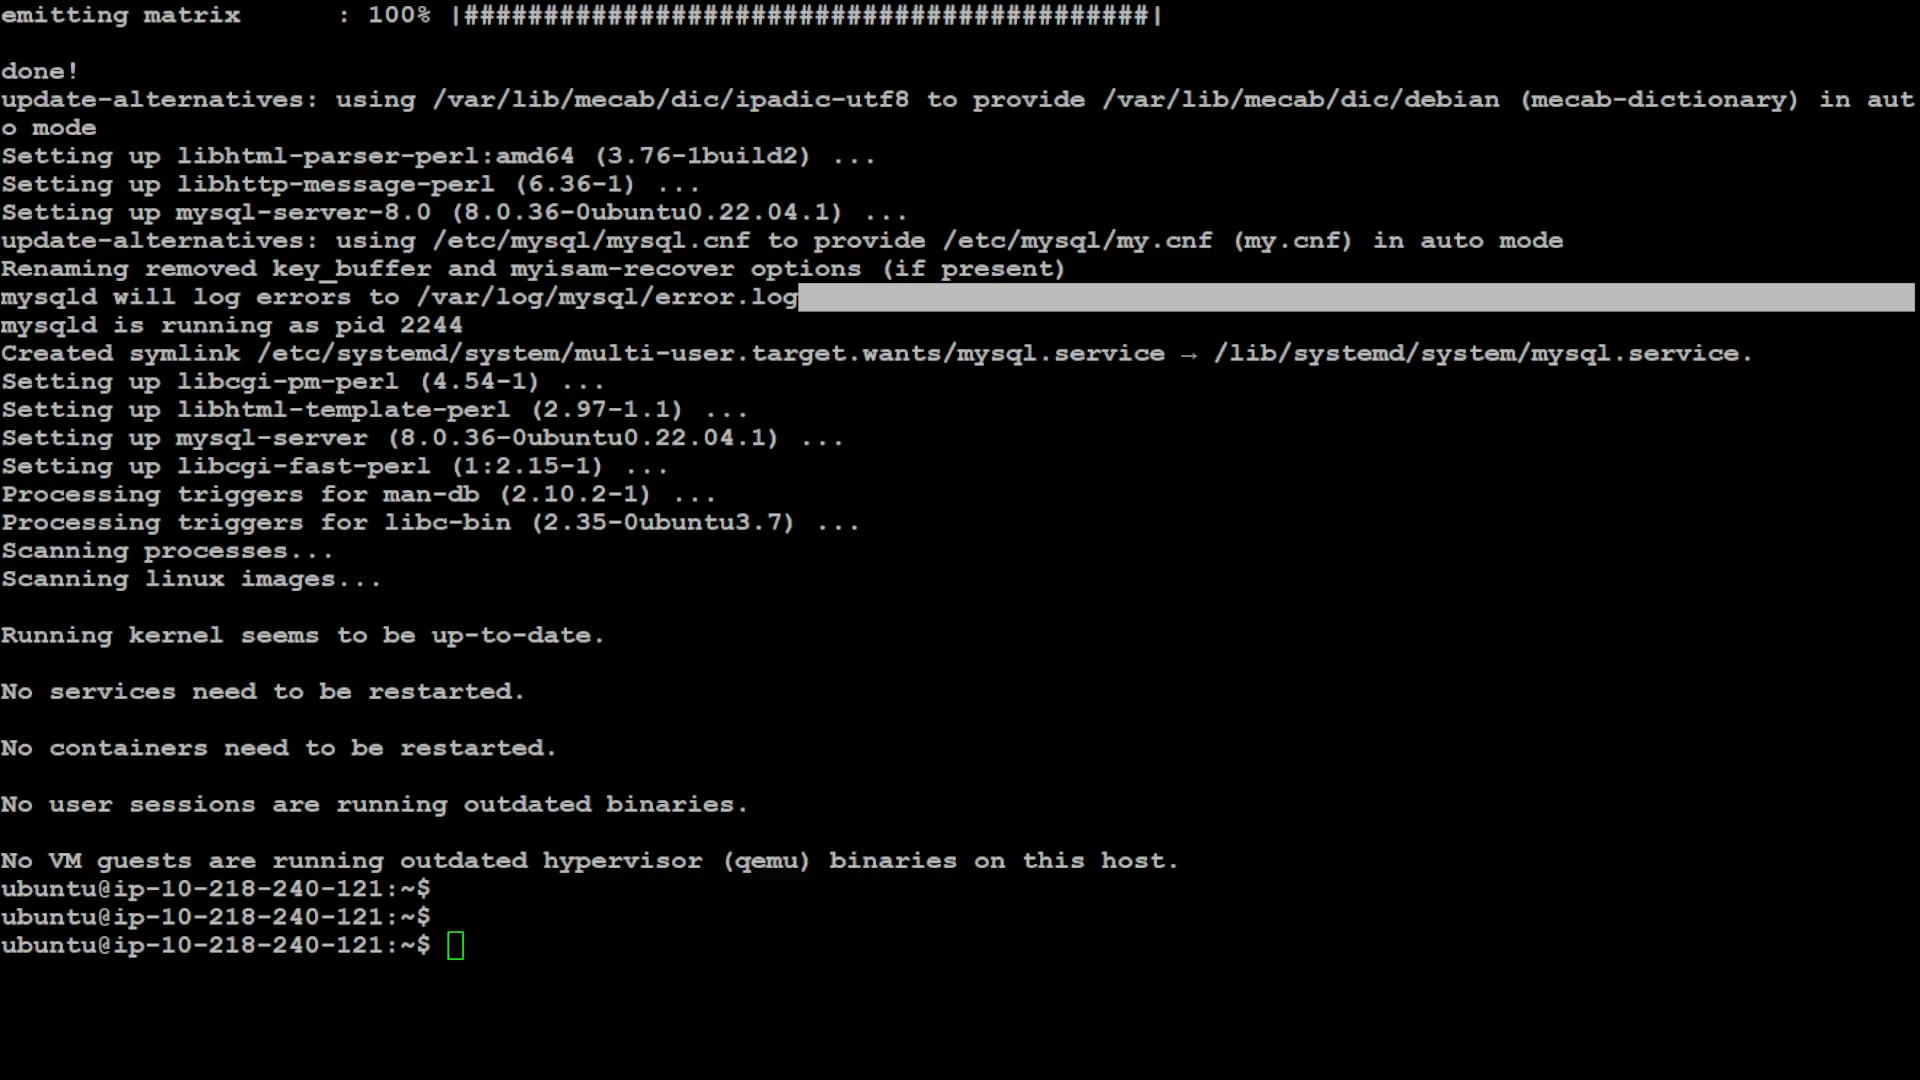 emitting matrix      : 100% |###########################################|
done!
update-alternatives: using /var/lib/mecab/dic/ipadic-utf8 to provide /var/lib/mecab/dic/debian (mecab-dictionary) in aut
o mode
Setting up libhtml-parser-perl:amd64 (3.76-1build2) ...
Setting up libhttp-message-perl (6.36-1) ...
Setting up mysql-server-8.0 (8.0.36-0ubuntu0.22.04.1) ...
update-alternatives: using /etc/mysql/mysql.cnf to provide /etc/mysql/my.cnf (my.cnf) in auto mode
Renaming removed key_buffer and myisam-recover options (if present)
mysqld will log errors to /var/log/mysql/error.log
mysqld is running as pid 2244
Created symlink /etc/systemd/system/multi-user.target.wants/mysql.service → /lib/systemd/system/mysql.service.
Setting up libcgi-pm-perl (4.54-1) ...
Setting up libhtml-template-perl (2.97-1.1) ...
Setting up mysql-server (8.0.36-0ubuntu0.22.04.1) ...
Setting up libcgi-fast-perl (1:2.15-1) ...
Processing triggers for man-db (2.10.2-1) ...
Processing triggers for libc-bin (2.35-0ubuntu3.7) ...
Scanning processes...
Scanning linux images...
Running kernel seems to be up-to-date.
No services need to be restarted.
No containers need to be restarted.
No user sessions are running outdated binaries.
No VM guests are running outdated hypervisor (qemu) binaries on this host.
ubuntu@ip-10-218-240-121:~$
ubuntu@ip-10-218-240-121:~$
ubuntu@ip-10-218-240-121:~$